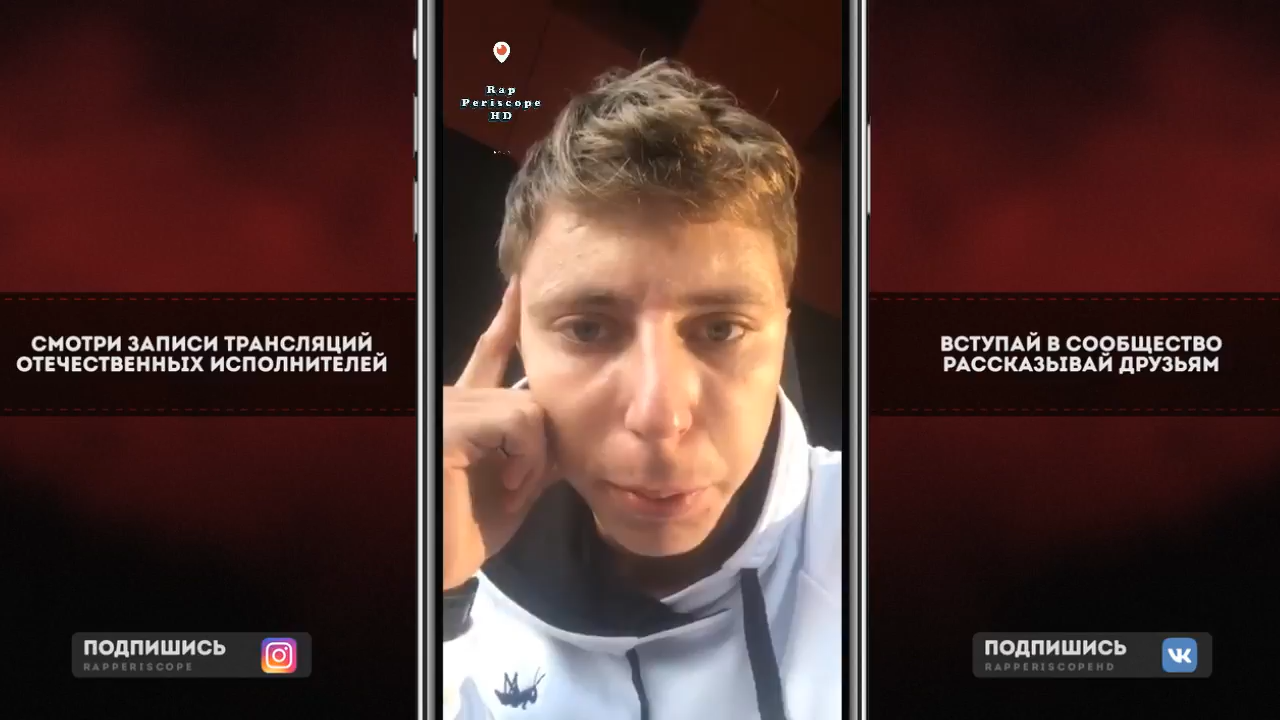 Rap
Periscope
HD
СМОТРИ ЗАПИСИ ТРАНСЛЯЦИЙ
ОТЕЧЕСТВЕННЫХ ИСПОЛНИТЕЛЕЙ
ВСТУПАЙ В СООБЩЕСТВО
РАССКАЗЫВАЙ ДРУЗЬЯМ
ПОДПИШИСЬ
RAPPERISCOPE
ПОДПИШИСЬ
RAPPERISCOPEHD